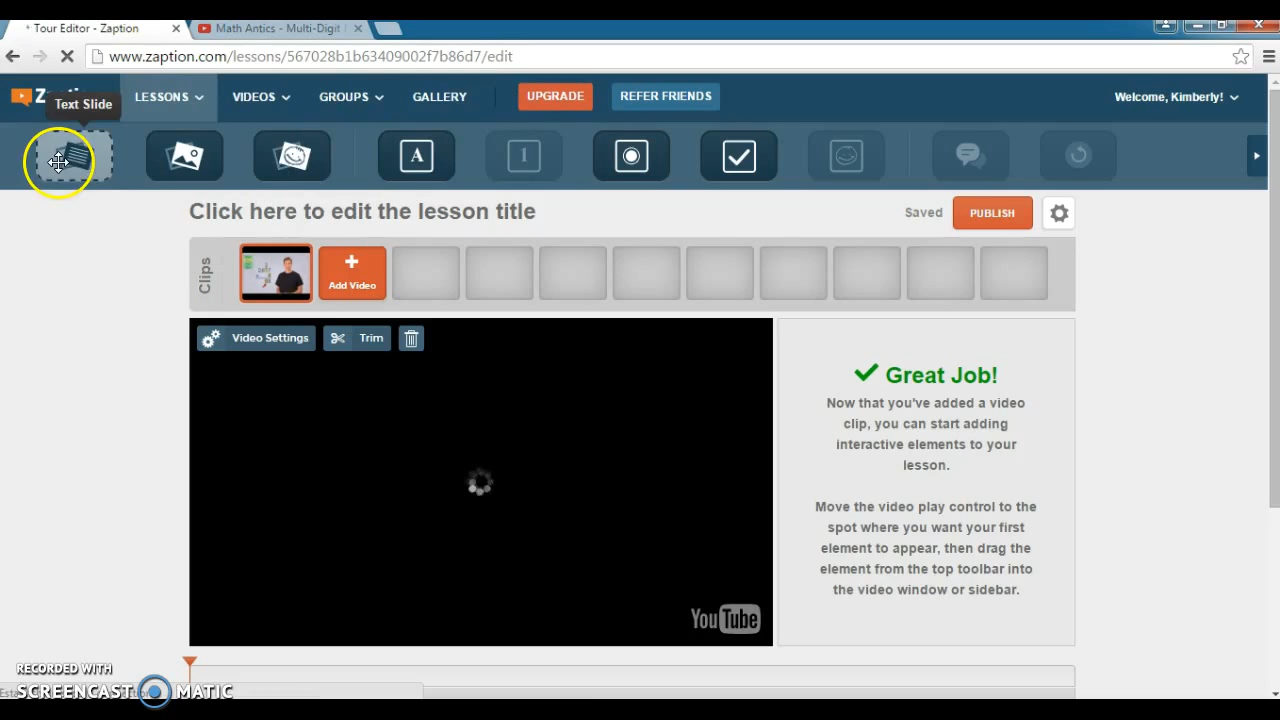 * Tour Editor - Zaption
Math Antics - Multi-Digit
www.zaption.com/lessons/567028b1b63409002f7b86d7/edit
LESSONS
VIDEOS
GROUPS
GALLERY
UPGRADE
REFER FRIENDS
Welcome, Kimberly!
Text Slide
A
1
Click here to edit the lesson title
Saved
PUBLISH
Clips
+
Add Video
Video Settings
Trim
Great Job!
Now that you've added a video
clip, you can start adding
interactive elements to your
lesson.
Move the video play control to the
spot where you want your first
element to appear, then drag the
element from the top toolbar into
the video window or sidebar.
YouTube
RECORDED WITH
SCREENCAST MATIC